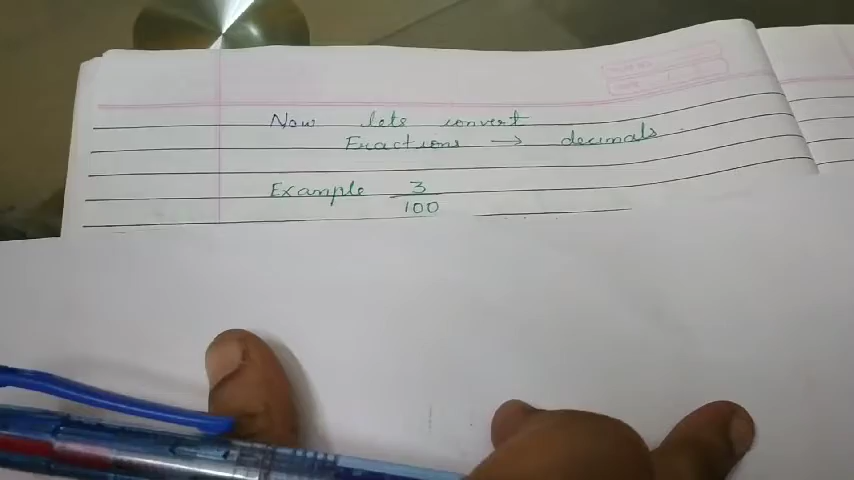 Now lets convert
Fractions → decimals.
Example 3/100